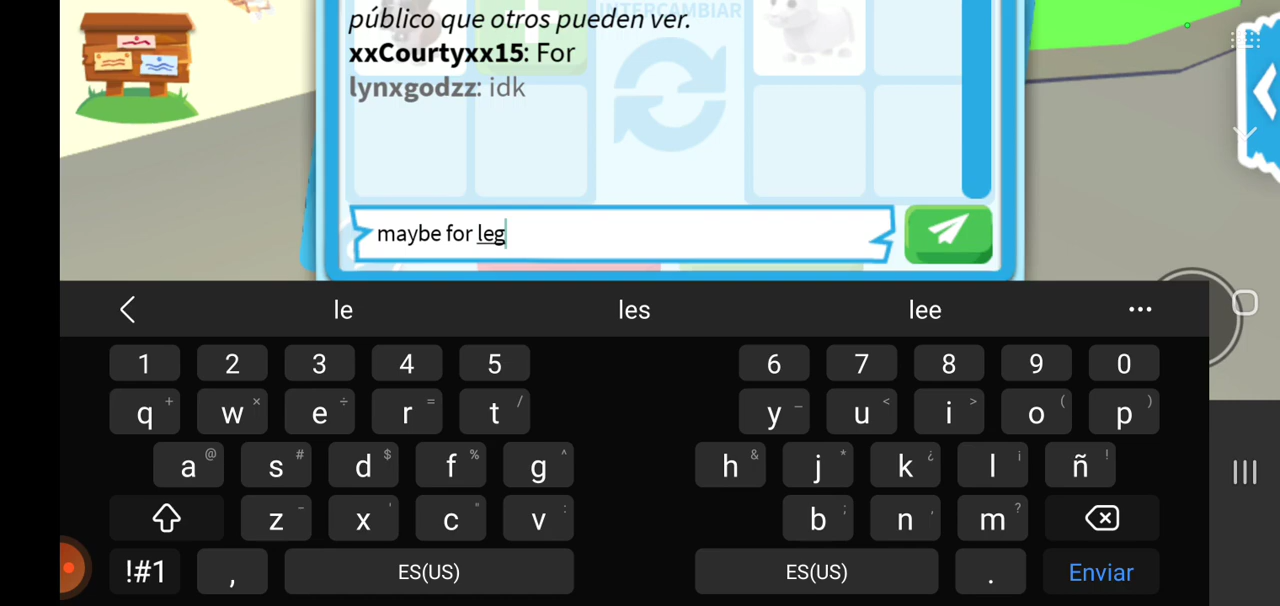 INTERCAMBIAR
público que otros pueden ver.
xxCourtyxx15: For
lynxgodzz: idk
maybe for leg
le les lee
1 2 3 4 5 6 7 8 9 0
q + w × e ÷ r = t / y _ u < i > o ( p )
a @ s # d $ f % g ^ h & j * k ¿ l ¡ ñ !
z - x ' c " v : b ; n , m ?
!#1 , ES(US) ES(US) . Enviar